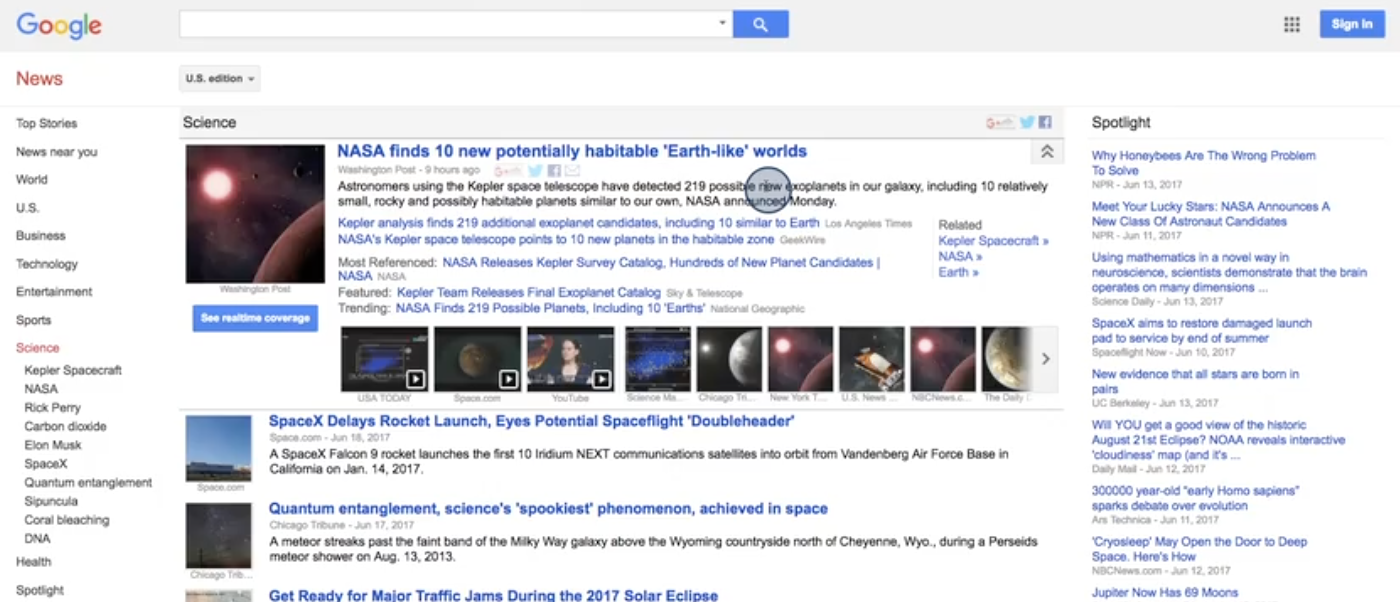 Google
Sign in
News
U.S. edition
Top Stories
News near you
World
U.S.
Business
Technology
Entertainment
Sports
Science
Kepler Spacecraft
NASA
Rick Perry
Carbon dioxide
Elon Musk
SpaceX
Quantum entanglement
Sipuncula
Coral bleaching
DNA
Health
Spotlight
Science
NASA finds 10 new potentially habitable 'Earth-like' worlds
Washington Post - 9 hours ago
Astronomers using the Kepler space telescope have detected 219 possible new exoplanets in our galaxy, including 10 relatively
small, rocky and possibly habitable planets similar to our own, NASA announced Monday.
Kepler analysis finds 219 additional exoplanet candidates, including 10 similar to Earth Los Angeles Times
NASA's Kepler space telescope points to 10 new planets in the habitable zone GeekWire
Most Referenced: NASA Releases Kepler Survey Catalog, Hundreds of New Planet Candidates |
NASA NASA
Featured: Kepler Team Releases Final Exoplanet Catalog Sky & Telescope
Trending: NASA Finds 219 Possible Planets, Including 10 'Earths' National Geographic
Related
Kepler Spacecraft »
NASA »
Earth »
Washington Post
See realtime coverage
USA TODAY
Space.com
YouTube
Science Ma...
Chicago Tri...
New York T...
U.S. News ...
NBCNews.c...
The Daily
SpaceX Delays Rocket Launch, Eyes Potential Spaceflight 'Doubleheader'
Space.com - Jun 18, 2017
A SpaceX Falcon 9 rocket launches the first 10 Iridium NEXT communications satellites into orbit from Vandenberg Air Force Base in
California on Jan. 14, 2017.
Space.com
Quantum entanglement, science's 'spookiest' phenomenon, achieved in space
Chicago Tribune - Jun 17, 2017
A meteor streaks past the faint band of the Milky Way galaxy above the Wyoming countryside north of Cheyenne, Wyo., during a Perseids
meteor shower on Aug. 13, 2013.
Chicago Trib...
Get Ready for Major Traffic Jams During the 2017 Solar Eclipse
Spotlight
Why Honeybees Are The Wrong Problem
To Solve
NPR - Jun 13, 2017
Meet Your Lucky Stars: NASA Announces A
New Class Of Astronaut Candidates
NPR - Jun 11, 2017
Using mathematics in a novel way in
neuroscience, scientists demonstrate that the brain
operates on many dimensions ...
Science Daily - Jun 13, 2017
SpaceX aims to restore damaged launch
pad to service by end of summer
Spaceflight Now - Jun 10, 2017
New evidence that all stars are born in
pairs
UC Berkeley - Jun 13, 2017
Will YOU get a good view of the historic
August 21st Eclipse? NOAA reveals interactive
'cloudiness' map (and it's ...
Daily Mail - Jun 12, 2017
300000 year-old "early Homo sapiens"
sparks debate over evolution
Ars Technica - Jun 11, 2017
'Cryosleep' May Open the Door to Deep
Space. Here's How
NBCNews.com - Jun 12, 2017
Jupiter Now Has 69 Moons